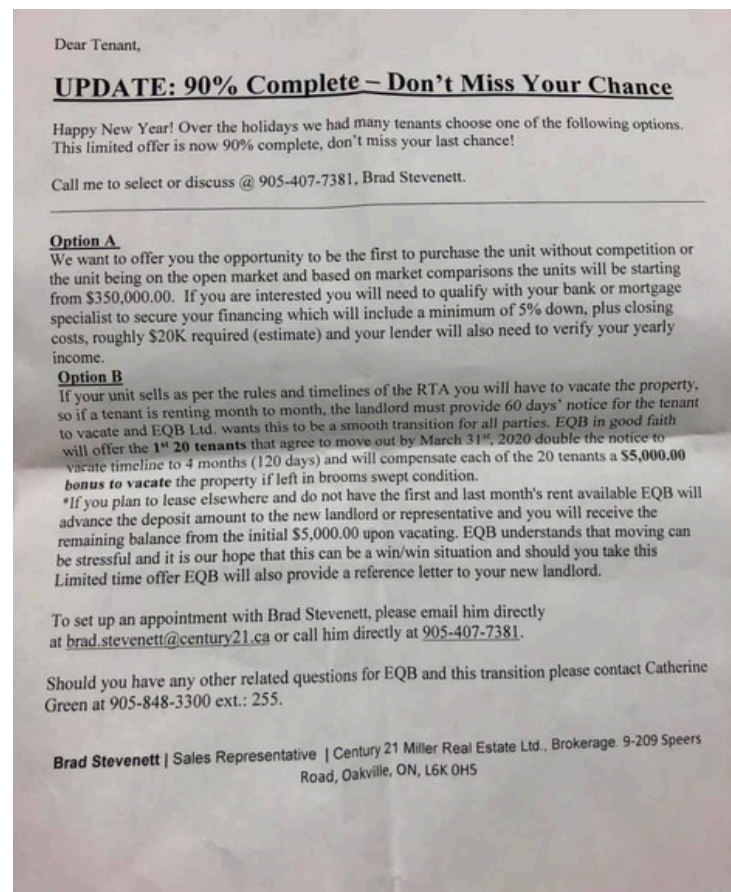 Dear Tenant,
UPDATE: 90% Complete – Don't Miss Your Chance
Happy New Year! Over the holidays we had many tenants choose one of the following options.
This limited offer is now 90% complete, don't miss your last chance!
Call me to select or discuss @ 905-407-7381, Brad Stevenett.
Option A
We want to offer you the opportunity to be the first to purchase the unit without competition or
the unit being on the open market and based on market comparisons the units will be starting
from $350,000.00. If you are interested you will need to qualify with your bank or mortgage
specialist to secure your financing which will include a minimum of 5% down, plus closing
costs, roughly $20K required (estimate) and your lender will also need to verify your yearly
income.
Option B
If your unit sells as per the rules and timelines of the RTA you will have to vacate the property,
so if a tenant is renting month to month, the landlord must provide 60 days' notice for the tenant
to vacate and EQB Ltd. wants this to be a smooth transition for all parties. EQB in good faith
will offer the 1st 20 tenants that agree to move out by March 31st, 2020 double the notice to
vacate timeline to 4 months (120 days) and will compensate each of the 20 tenants a $5,000.00
bonus to vacate the property if left in brooms swept condition.
*If you plan to lease elsewhere and do not have the first and last month's rent available EQB will
advance the deposit amount to the new landlord or representative and you will receive the
remaining balance from the initial $5,000.00 upon vacating. EQB understands that moving can
be stressful and it is our hope that this can be a win/win situation and should you take this
Limited time offer EQB will also provide a reference letter to your new landlord.
To set up an appointment with Brad Stevenett, please email him directly
at brad.stevenett@century21.ca or call him directly at 905-407-7381.
Should you have any other related questions for EQB and this transition please contact Catherine
Green at 905-848-3300 ext.: 255.
Brad Stevenett | Sales Representative | Century 21 Miller Real Estate Ltd., Brokerage. 9-209 Speers
Road, Oakville, ON, L6K 0H5